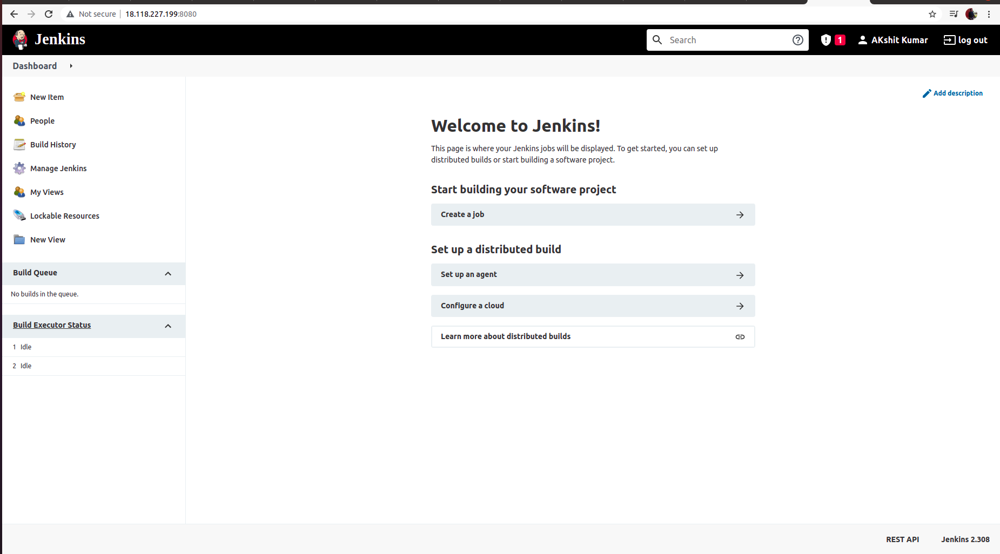 Not secure 18.118.227.199:8080
Jenkins
Search
1
AKshit Kumar
log out
Dashboard
Add description
New Item
People
Build History
Manage Jenkins
My Views
Lockable Resources
New View
Build Queue
No builds in the queue.
Build Executor Status
1 Idle
2 Idle
Welcome to Jenkins!
This page is where your Jenkins jobs will be displayed. To get started, you can set up
distributed builds or start building a software project.
Start building your software project
Create a job
Set up a distributed build
Set up an agent
Configure a cloud
Learn more about distributed builds
REST API
Jenkins 2.308